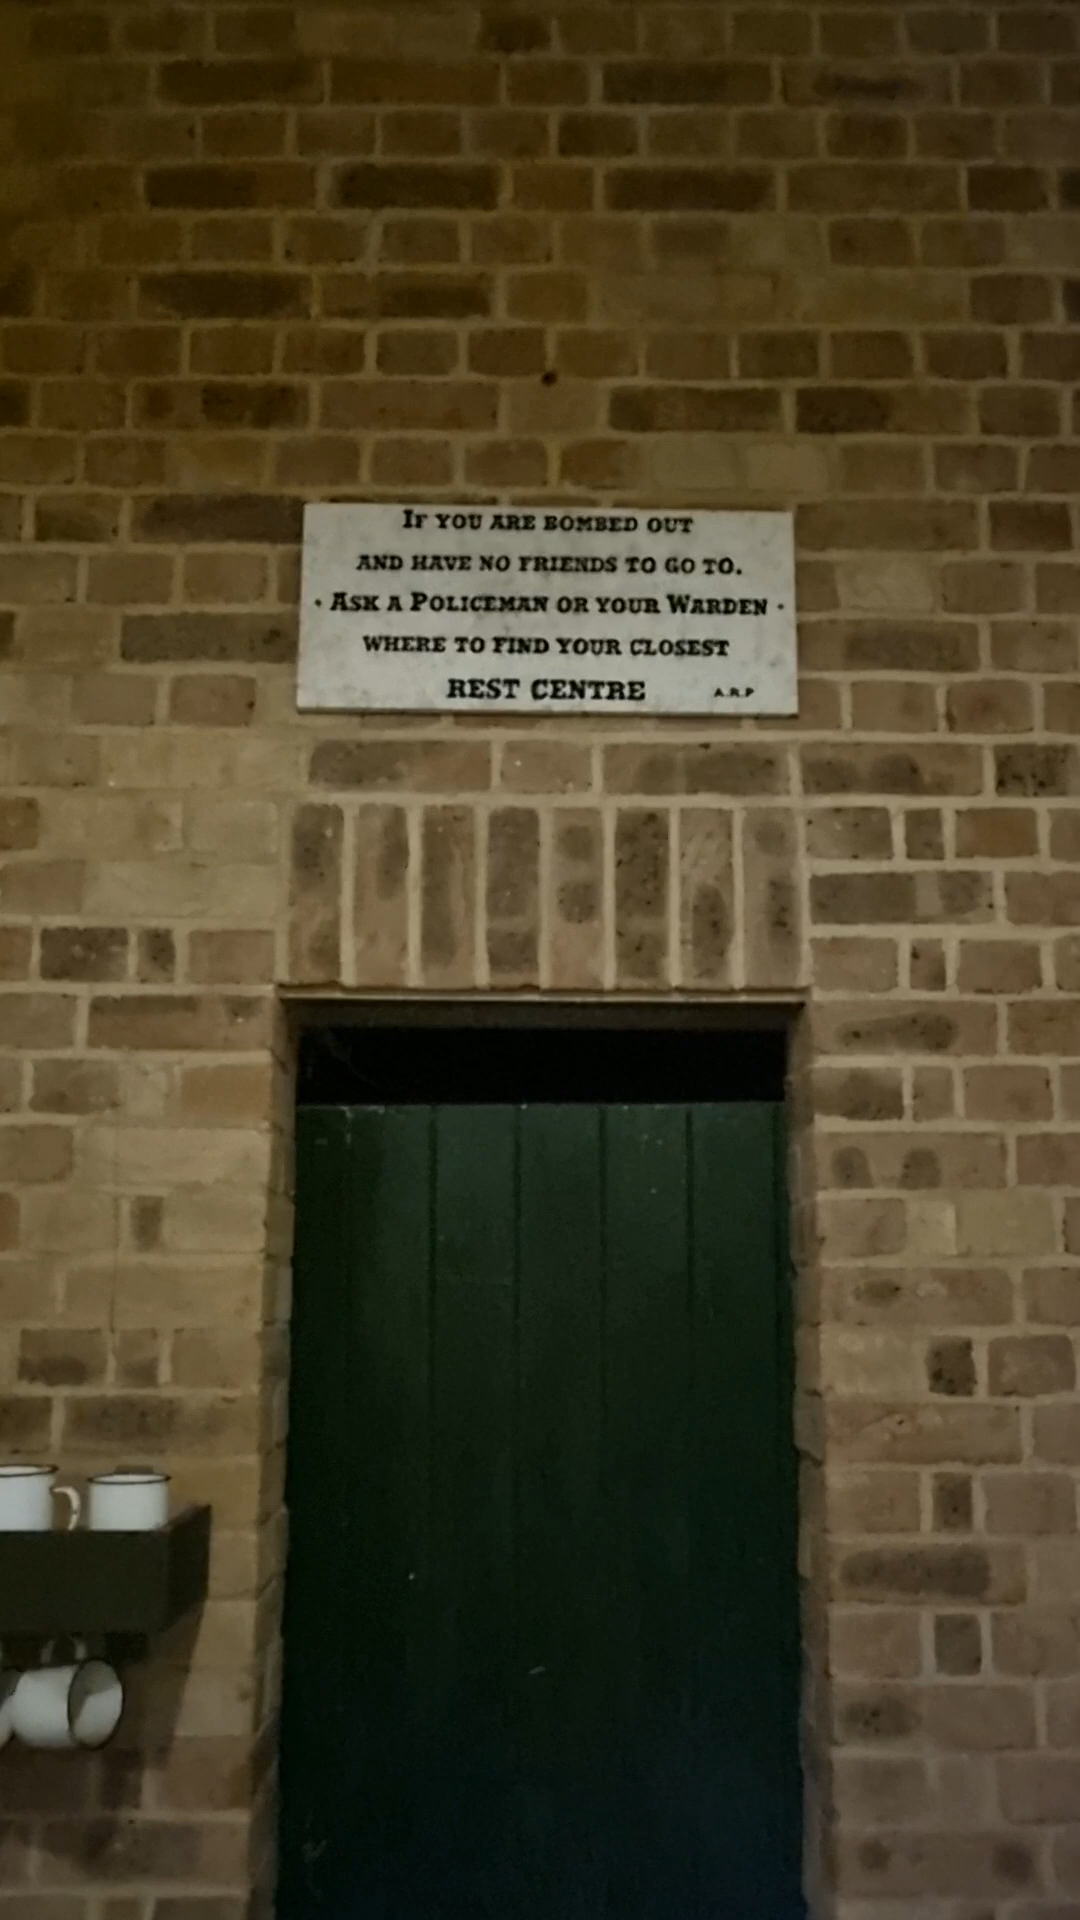 IF YOU ARE BOMBED OUT
AND HAVE NO FRIENDS TO GO TO.
· ASK A POLICEMAN OR YOUR WARDEN ·
WHERE TO FIND YOUR CLOSEST
REST CENTRE A.R.P